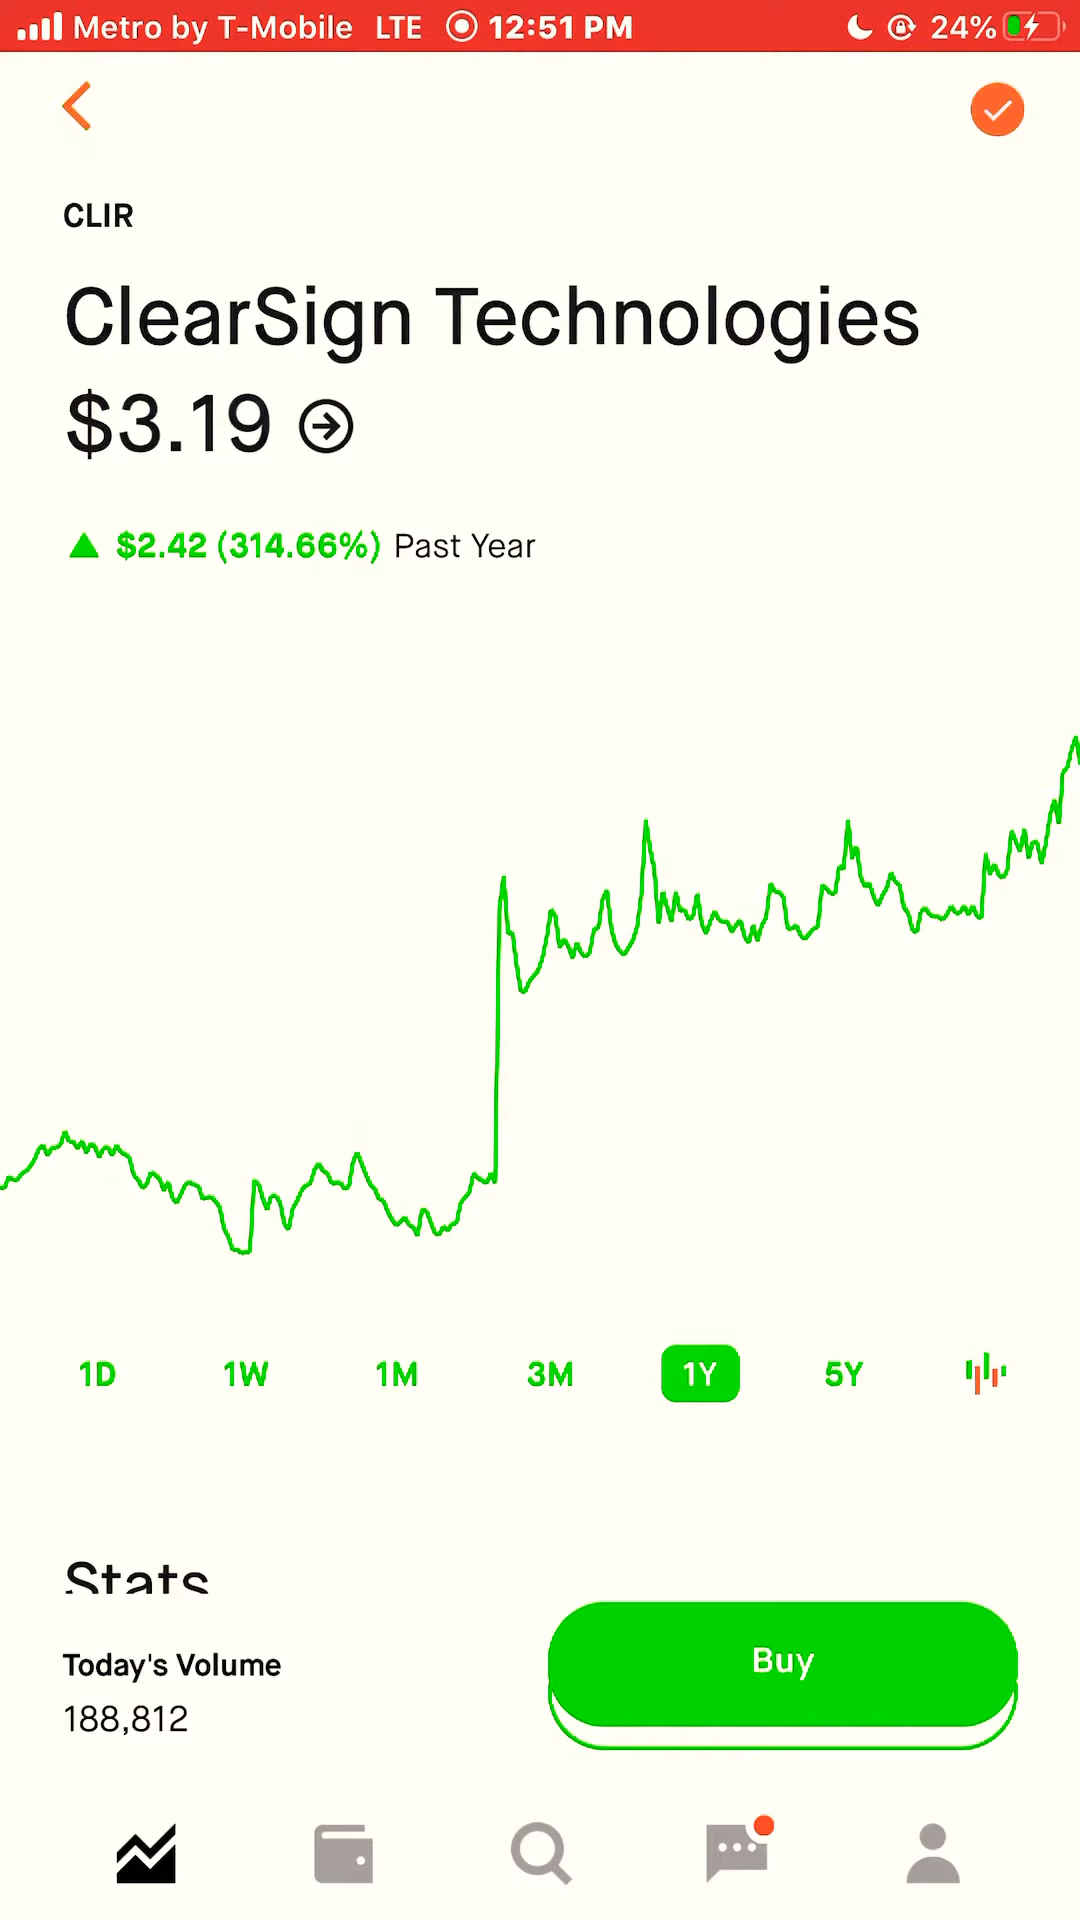 Metro by T-Mobile LTE 12:51 PM 24%
CLIR
ClearSign Technologies
$3.19
$2.42 (314.66%) Past Year
1D 1W 1M 3M 1Y 5Y
Stats
Today's Volume
188,812
Buy